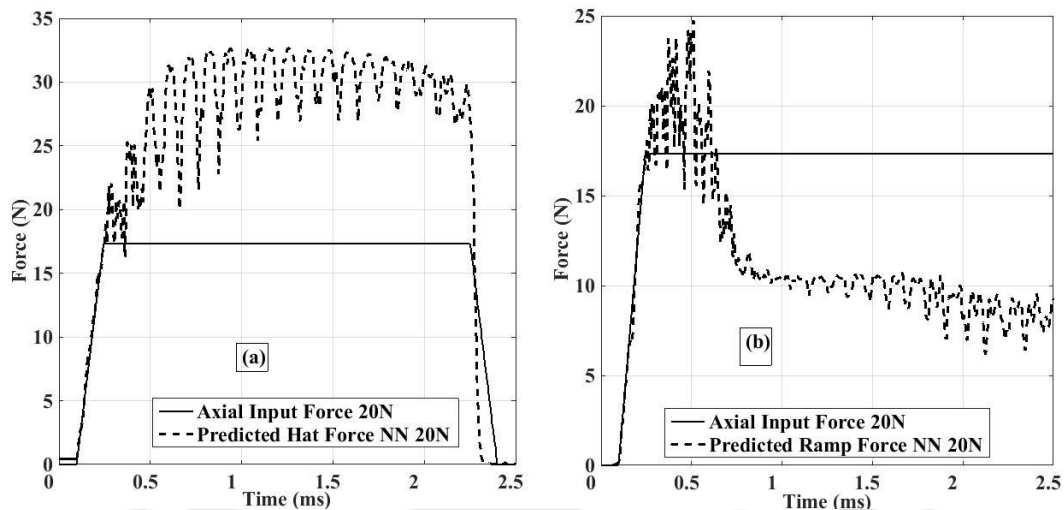 35
30
25
20
15
10
5
0
Force (N)
(a)
Axial Input Force 20N
Predicted Hat Force NN 20N
0 0.5 1 1.5 2 2.5
Time (ms)
25
20
15
10
5
0
Force (N)
(b)
Axial Input Force 20N
Predicted Ramp Force NN 20N
0 0.5 1 1.5 2 2.5
Time (ms)